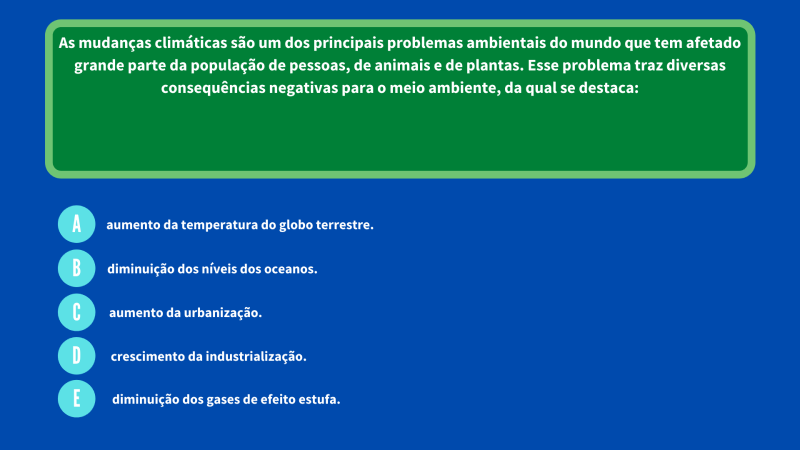 As mudanças climáticas são um dos principais problemas ambientais do mundo que tem afetado
grande parte da população de pessoas, de animais e de plantas. Esse problema traz diversas
consequências negativas para o meio ambiente, da qual se destaca:
A aumento da temperatura do globo terrestre.
B diminuição dos níveis dos oceanos.
C aumento da urbanização.
D crescimento da industrialização.
E diminuição dos gases de efeito estufa.